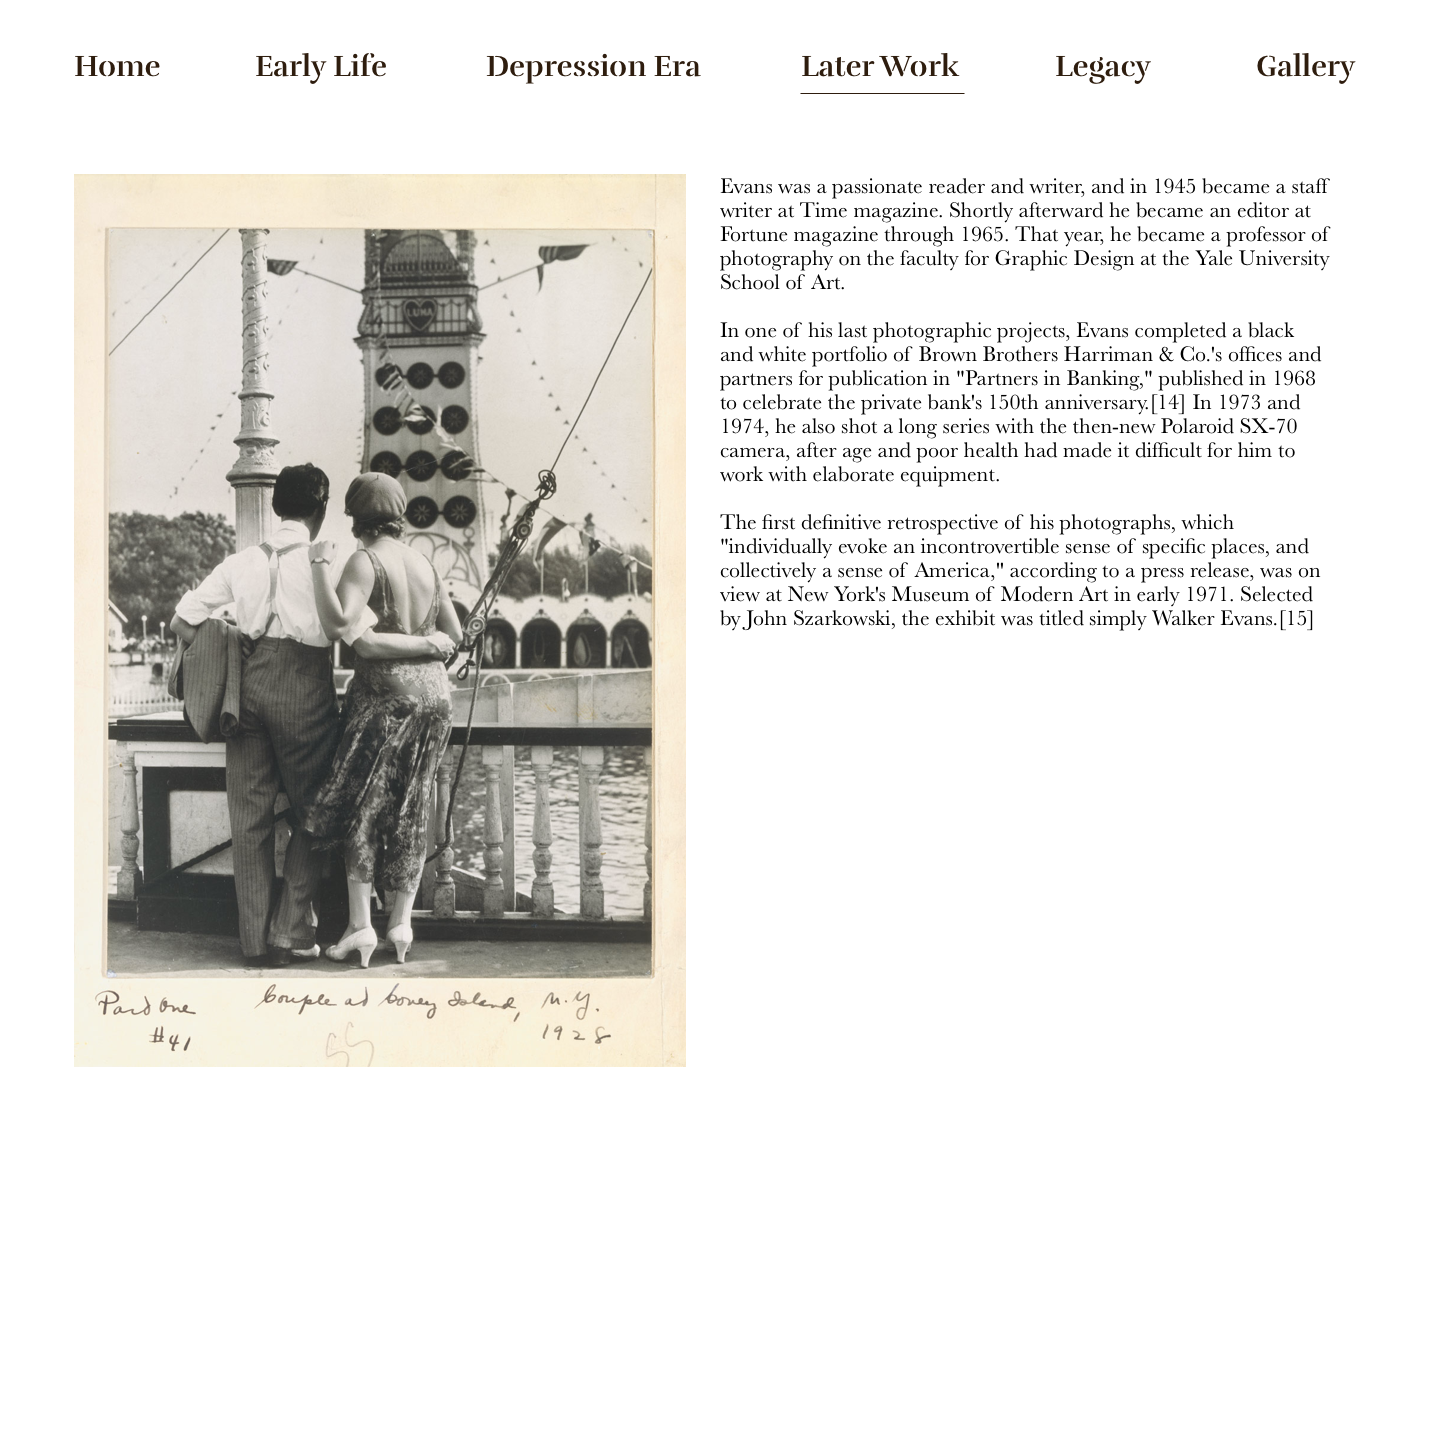 Home Early Life Depression Era Later Work Legacy Gallery
LUNA
Part One
#41
Couple at Coney Island, N.Y.
1928
Evans was a passionate reader and writer, and in 1945 became a staff
writer at Time magazine. Shortly afterward he became an editor at
Fortune magazine through 1965. That year, he became a professor of
photography on the faculty for Graphic Design at the Yale University
School of Art.
In one of his last photographic projects, Evans completed a black
and white portfolio of Brown Brothers Harriman & Co.'s offices and
partners for publication in "Partners in Banking," published in 1968
to celebrate the private bank's 150th anniversary.[14] In 1973 and
1974, he also shot a long series with the then-new Polaroid SX-70
camera, after age and poor health had made it difficult for him to
work with elaborate equipment.
The first definitive retrospective of his photographs, which
"individually evoke an incontrovertible sense of specific places, and
collectively a sense of America," according to a press release, was on
view at New York's Museum of Modern Art in early 1971. Selected
by John Szarkowski, the exhibit was titled simply Walker Evans.[15]